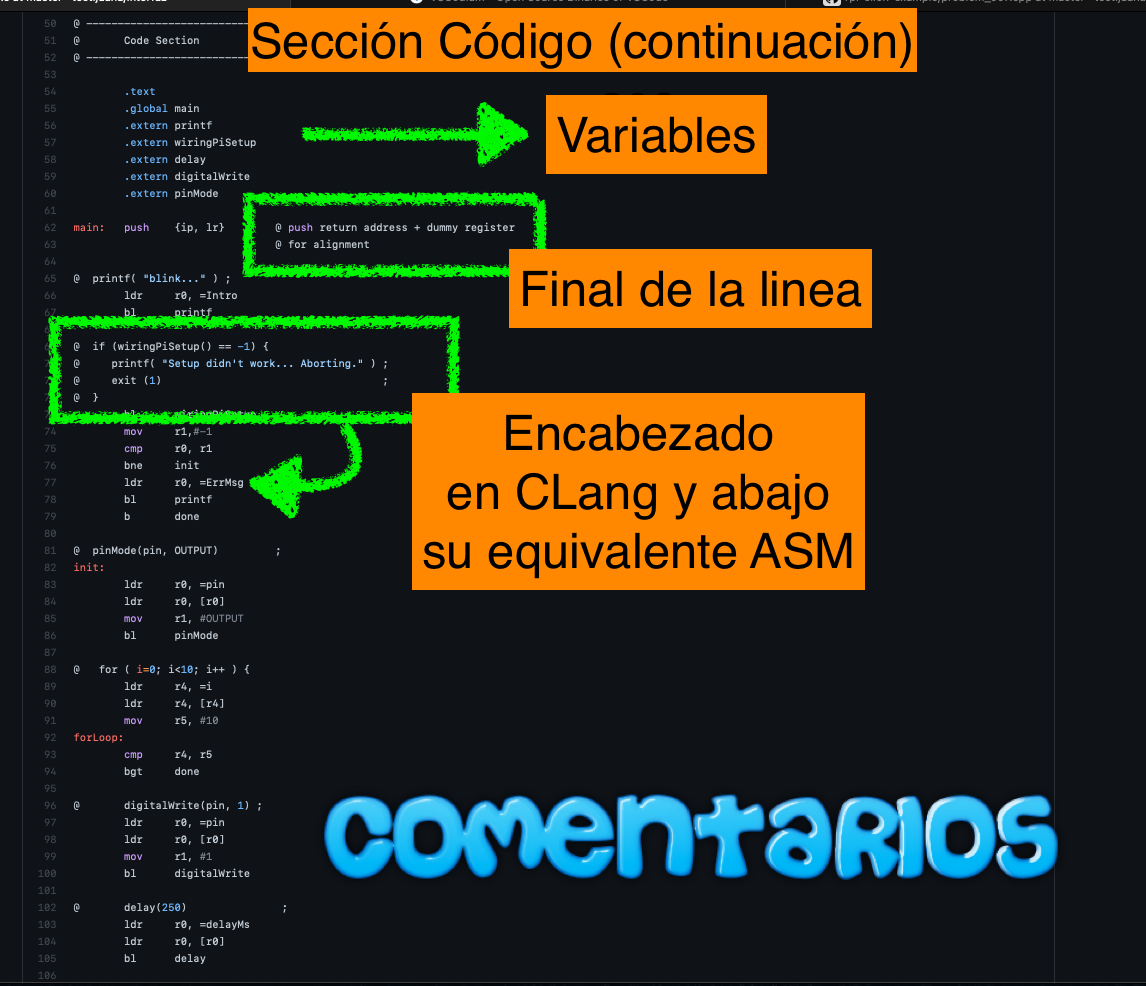 50 @ ---------------------------
Sección Código (continuación)
51 @ Code Section
52 @ ---------------------------
53
54 .text
55 .global main
56 .extern printf
57 .extern wiringPiSetup
58 .extern delay
59 .extern digitalWrite
60 .extern pinMode
Variables
61
62 main: push {ip, lr} @ push return address + dummy register
63 @ for alignment
64
Final de la linea
65 @ printf( "blink..." ) ;
66 ldr r0, =Intro
67 bl printf
@ if (wiringPiSetup() == -1) {
@ printf( "Setup didn't work... Aborting." ) ;
@ exit (1) ;
@ }
bl wiringPiSetup
74 mov r1,#-1
75 cmp r0, r1
76 bne init
77 ldr r0, =ErrMsg
78 bl printf
79 b done
Encabezado
en CLang y abajo
su equivalente ASM
80
81 @ pinMode(pin, OUTPUT) ;
82 init:
83 ldr r0, =pin
84 ldr r0, [r0]
85 mov r1, #OUTPUT
86 bl pinMode
87
88 @ for ( i=0; i<10; i++ ) {
89 ldr r4, =i
90 ldr r4, [r4]
91 mov r5, #10
92 forLoop:
93 cmp r4, r5
94 bgt done
95
96 @ digitalWrite(pin, 1) ;
97 ldr r0, =pin
98 ldr r0, [r0]
99 mov r1, #1
100 bl digitalWrite
comentarios
101
102 @ delay(250) ;
103 ldr r0, =delayMs
104 ldr r0, [r0]
105 bl delay
106